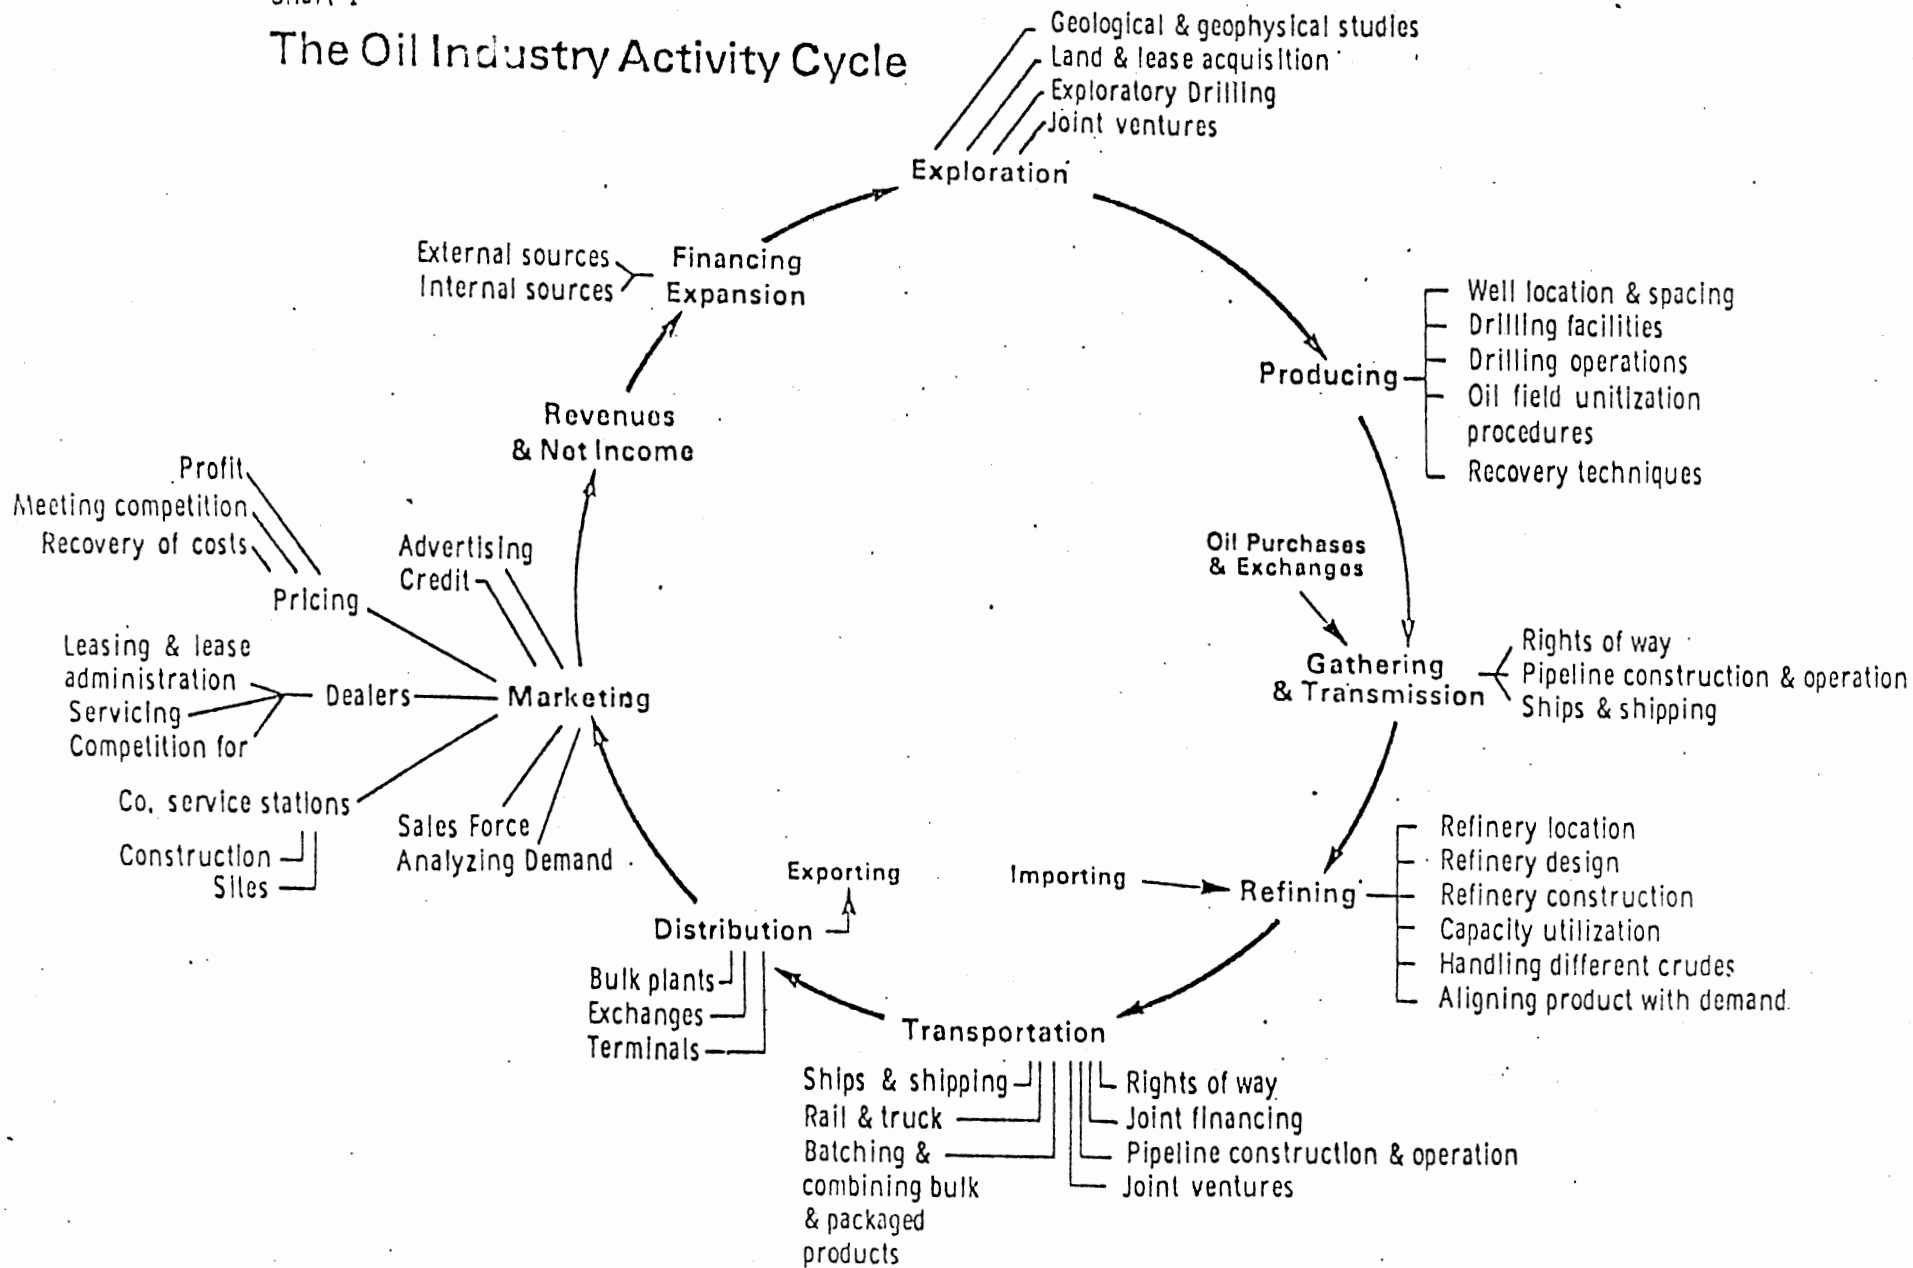 The Oil Industry Activity Cycle
Geological & geophysical studies
Land & lease acquisition
Exploratory Drilling
Joint ventures
Exploration
External sources
Internal sources
Financing
Expansion
Well location & spacing
Drilling facilities
Drilling operations
Oil field unitization
procedures
Recovery techniques
Producing
Revenues
& Net Income
Profit
Meeting competition
Recovery of costs
Pricing
Advertising
Credit
Oil Purchases
& Exchanges
Gathering
& Transmission
Rights of way
Pipeline construction & operation
Ships & shipping
Leasing & lease
administration
Servicing
Competition for
Dealers
Marketing
Co. service stations
Construction
Sites
Sales Force
Analyzing Demand
Exporting
Importing
Refining
Refinery location
Refinery design
Refinery construction
Capacity utilization
Handling different crudes
Aligning product with demand
Distribution
Bulk plants
Exchanges
Terminals
Transportation
Ships & shipping
Rail & truck
Batching &
combining bulk
& packaged
products
Rights of way
Joint financing
Pipeline construction & operation
Joint ventures